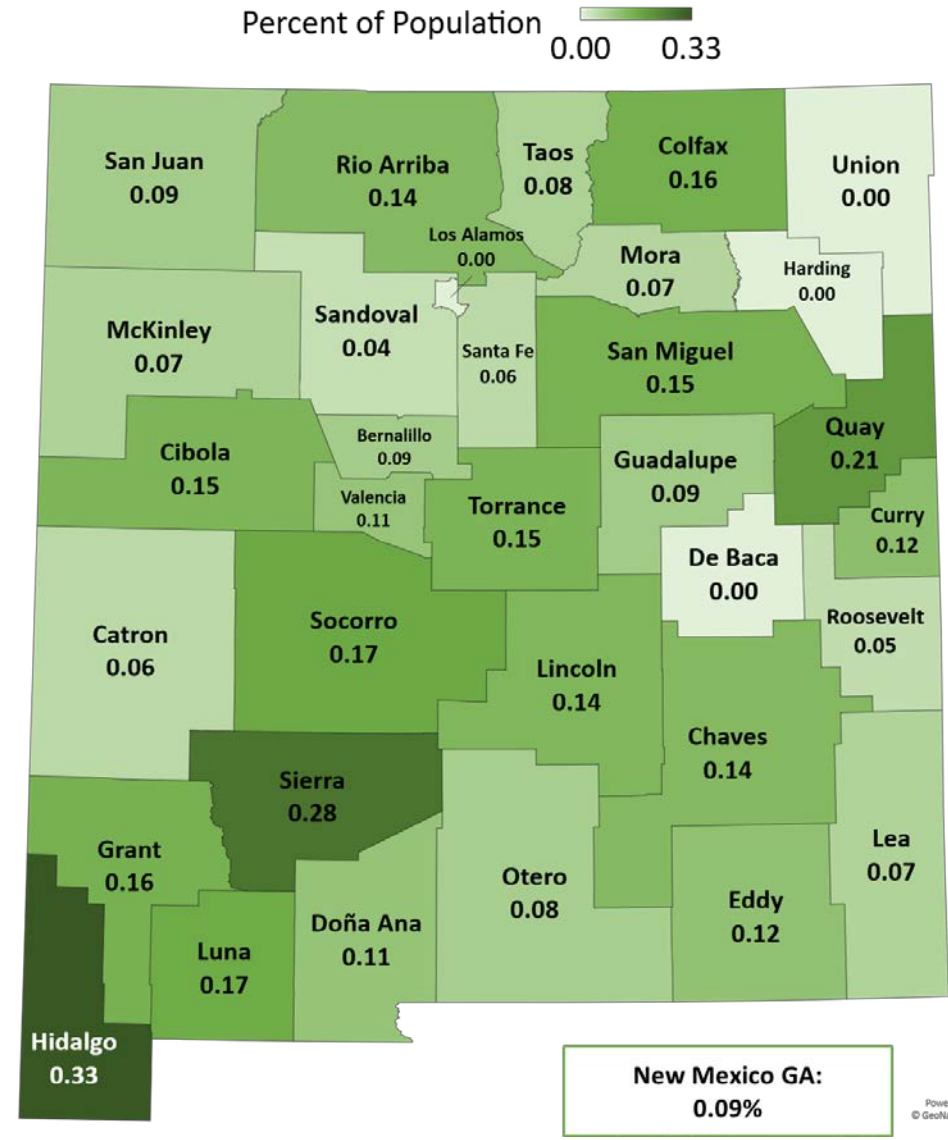 Percent of Population
0.00 0.33
San Juan
0.09
Rio Arriba
0.14
Taos
0.08
Colfax
0.16
Union
0.00
Los Alamos
0.00
Mora
0.07
Harding
0.00
McKinley
0.07
Sandoval
0.04
Santa Fe
0.06
San Miguel
0.15
Quay
0.21
Cibola
0.15
Bernalillo
0.09
Valencia
0.11
Torrance
0.15
Guadalupe
0.09
Curry
0.12
De Baca
0.00
Roosevelt
0.05
Catron
0.06
Socorro
0.17
Lincoln
0.14
Chaves
0.14
Sierra
0.28
Grant
0.16
Lea
0.07
Otero
0.08
Eddy
0.12
Doña Ana
0.11
Luna
0.17
Hidalgo
0.33
New Mexico GA:
0.09%
Powe
© GeoNa